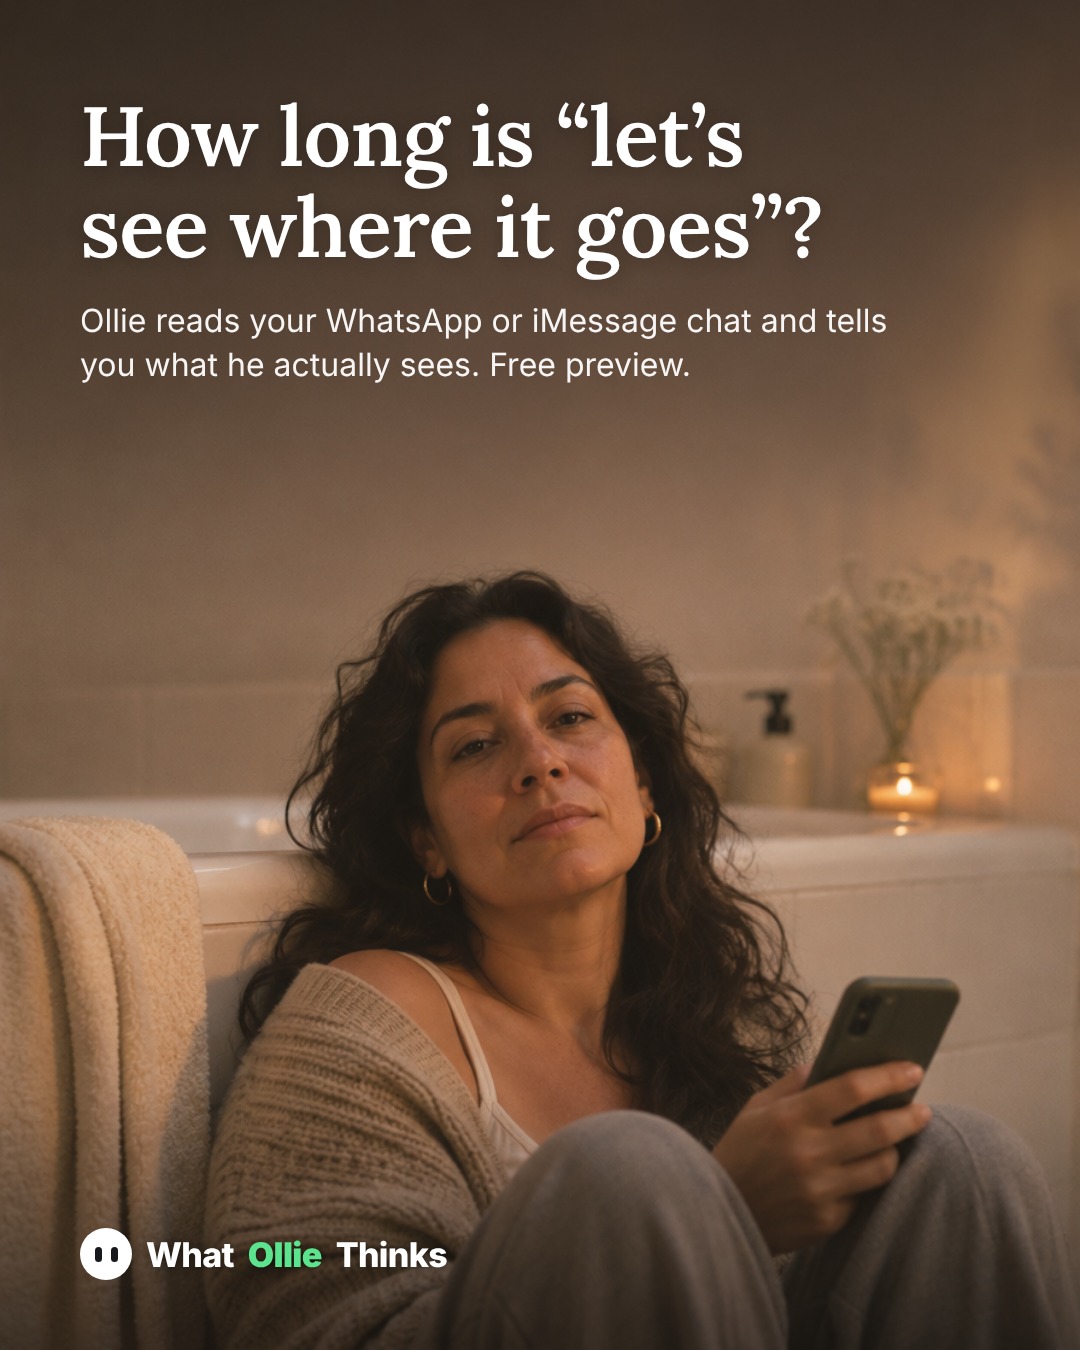 How long is “let’s
see where it goes”?
Ollie reads your WhatsApp or iMessage chat and tells
you what he actually sees. Free preview.
What Ollie Thinks